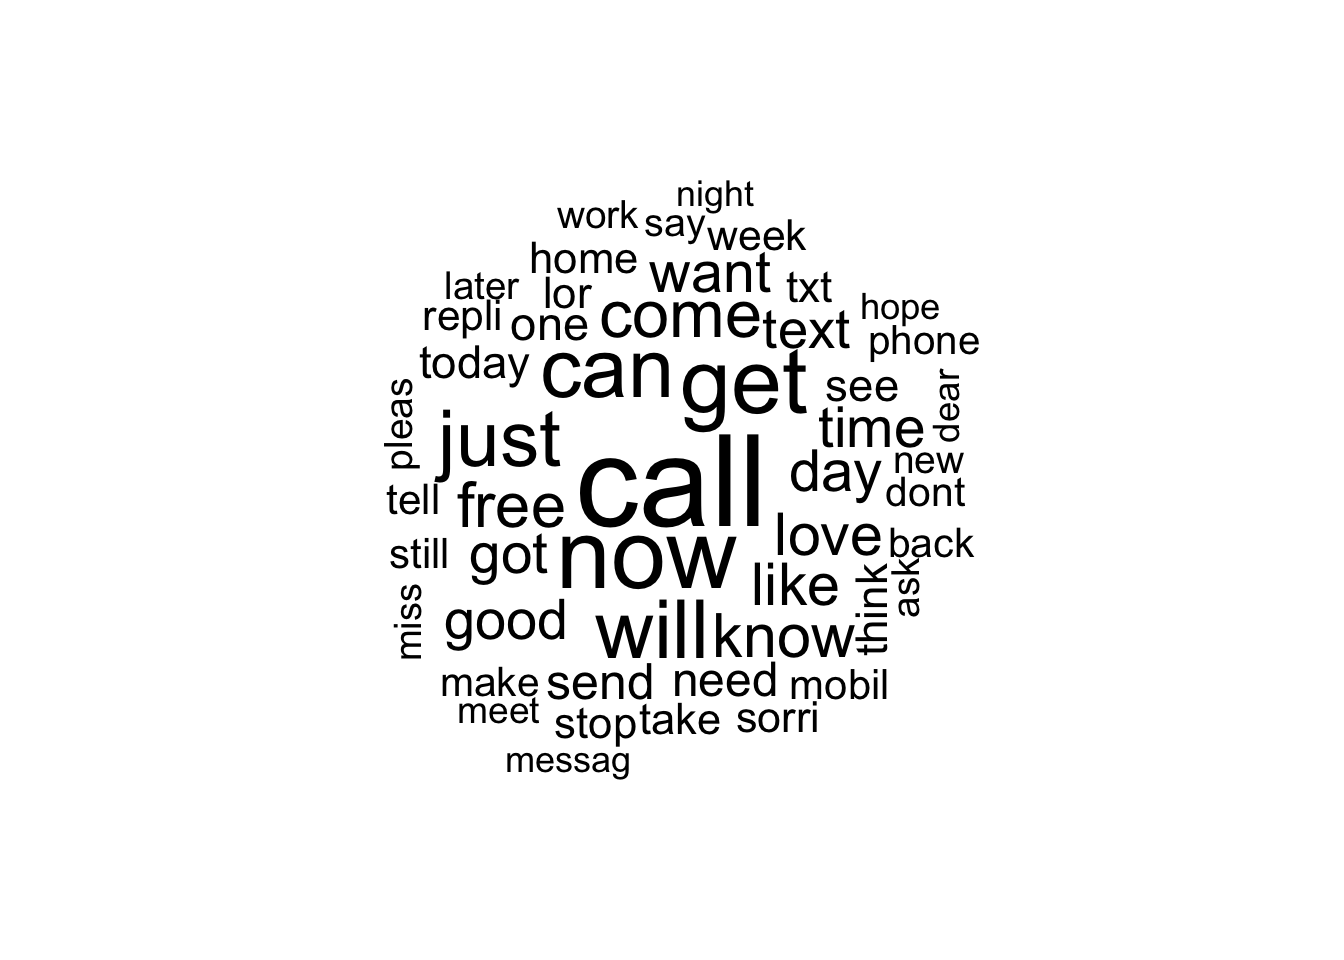 night
work
say
week
home
want
later
lor
txt
hope
repli
one
come
text
phone
today
can
get
see
dear
pleas
just
time
call
day
new
tell
free
dont
still
got
now
love
back
miss
good
like
think
ask
will
know
make
send
need
mobil
meet
stop
take
sorri
messag